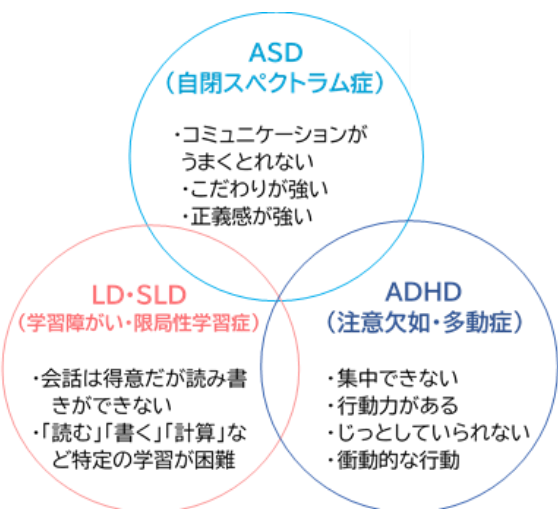 ASD
(自閉スペクトラム症)
・コミュニケーションが
うまくとれない
・こだわりが強い
・正義感が強い
LD・SLD
(学習障がい・限局性学習症)
・会話は得意だが読み書
きができない
・「読む」「書く」「計算」な
ど特定の学習が困難
ADHD
(注意欠如・多動症)
・集中できない
・行動力がある
・じっとしていられない
・衝動的な行動